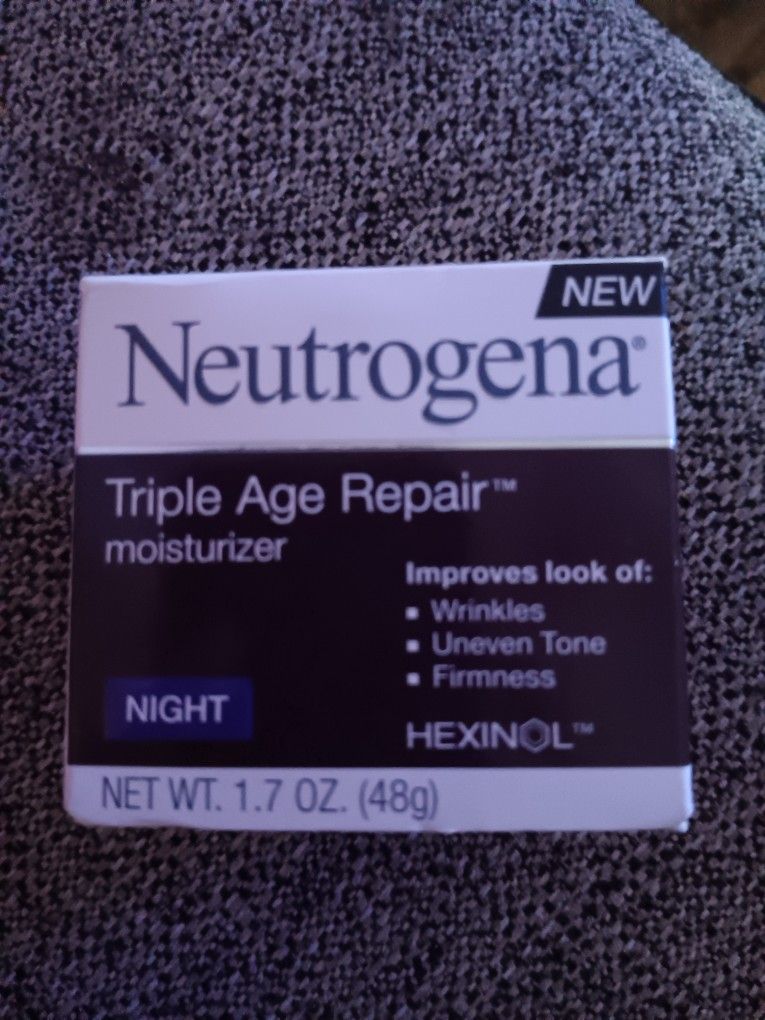 NEW
Neutrogena®
Triple Age Repair™
moisturizer
Improves look of:
▪ Wrinkles
▪ Uneven Tone
▪ Firmness
NIGHT
HEXINOL™
NET WT. 1.7 OZ. (48g)